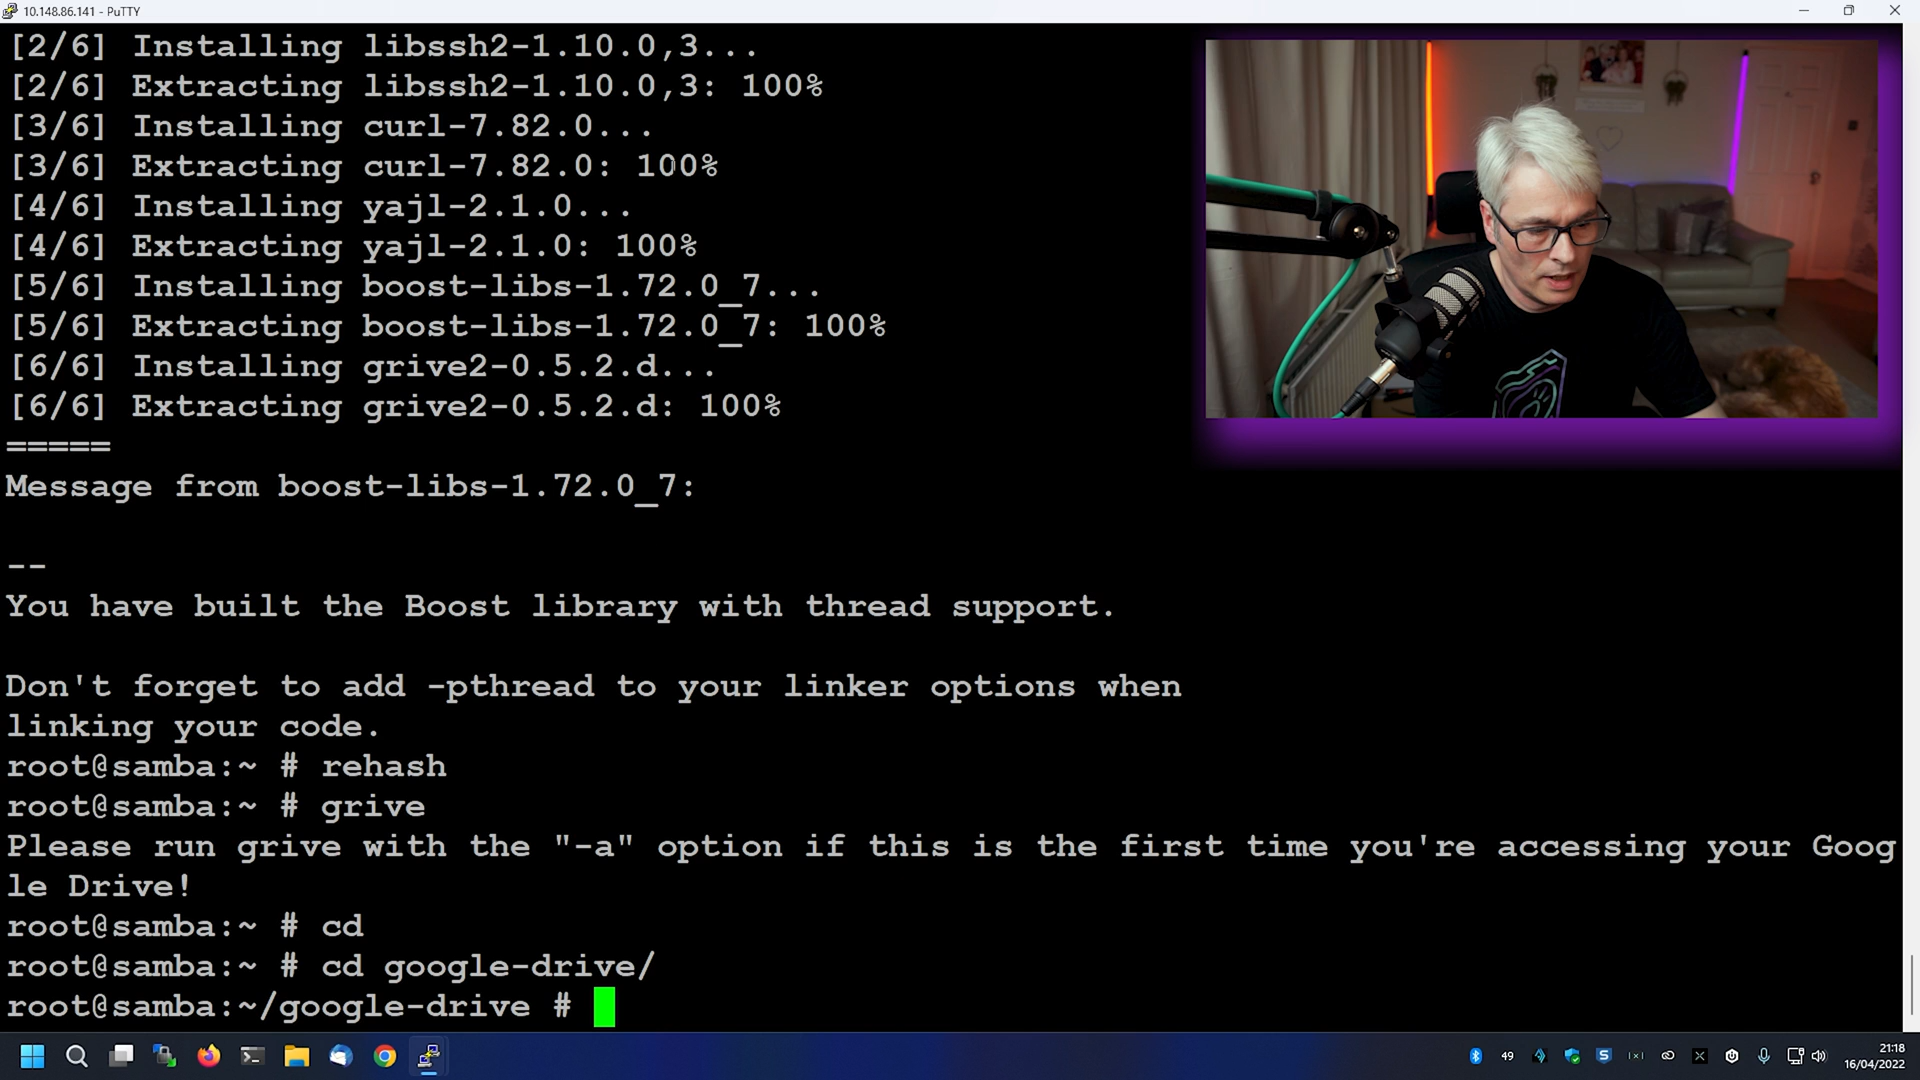 10.148.86.141 - PuTTY
[2/6] Installing libssh2-1.10.0,3...
[2/6] Extracting libssh2-1.10.0,3: 100%
[3/6] Installing curl-7.82.0...
[3/6] Extracting curl-7.82.0: 100%
[4/6] Installing yajl-2.1.0...
[4/6] Extracting yajl-2.1.0: 100%
[5/6] Installing boost-libs-1.72.0_7...
[5/6] Extracting boost-libs-1.72.0_7: 100%
[6/6] Installing grive2-0.5.2.d...
[6/6] Extracting grive2-0.5.2.d: 100%
=====
Message from boost-libs-1.72.0_7:
--
You have built the Boost library with thread support.
Don't forget to add -pthread to your linker options when
linking your code.
root@samba:~ # rehash
root@samba:~ # grive
Please run grive with the "-a" option if this is the first time you're accessing your Goog
le Drive!
root@samba:~ # cd
root@samba:~ # cd google-drive/
root@samba:~/google-drive #
49
21:18
16/04/2022